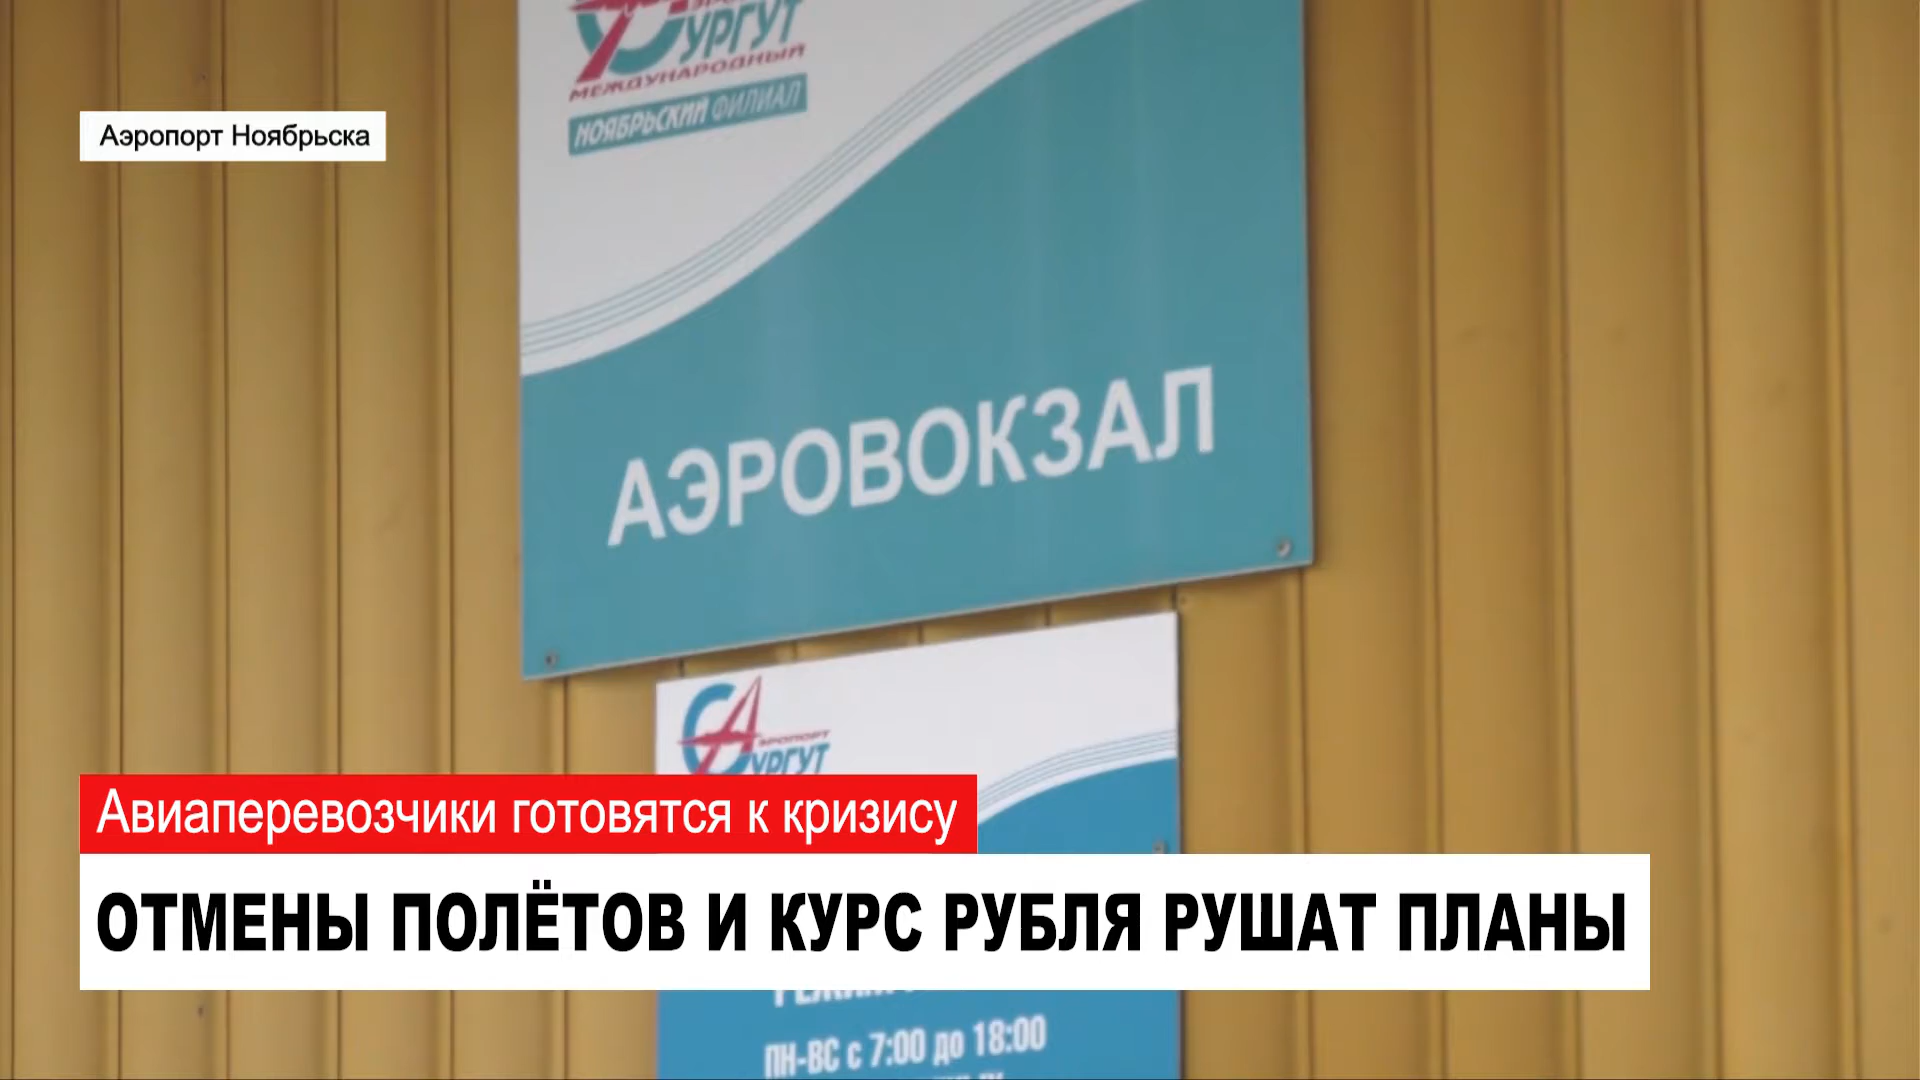 УРГУТ
МЕЖДУНАРОДНЫЙ
НОЯБРЬСКИЙ ФИЛИАЛ
Аэропорт Ноябрьска
АЭРОВОКЗАЛ
АЭРОПОРТ
СУРГУТ
Авиаперевозчики готовятся к кризису
ОТМЕНЫ ПОЛЁТОВ И КУРС РУБЛЯ РУШАТ ПЛАНЫ
ПН-ВС с 7:00 до 18:00